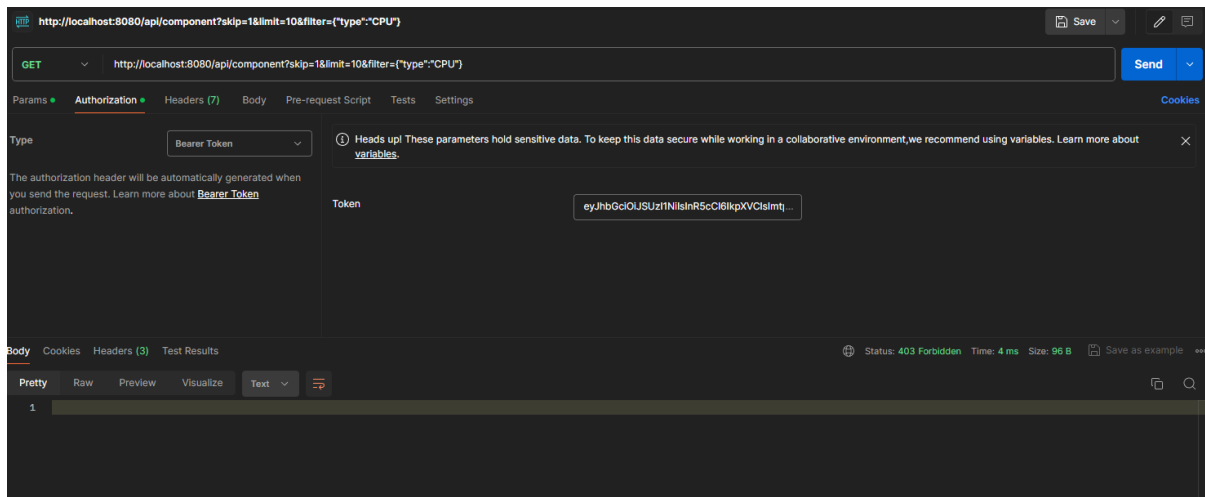 HTTP http://localhost:8080/api/component?skip=1&limit=10&filter={"type":"CPU"}
Save
GET http://localhost:8080/api/component?skip=1&limit=10&filter={"type":"CPU"}
Send
Params Authorization Headers (7) Body Pre-request Script Tests Settings
Cookies
Type
Bearer Token
The authorization header will be automatically generated when
you send the request. Learn more about Bearer Token
authorization.
Heads up! These parameters hold sensitive data. To keep this data secure while working in a collaborative environment,we recommend using variables. Learn more about
variables.
Token
eyJhbGciOiJSUzI1NiIsInR5cCI6IkpXVCIsImtp...
Body Cookies Headers (3) Test Results
Status: 403 Forbidden Time: 4 ms Size: 96 B Save as example
Pretty Raw Preview Visualize Text
1